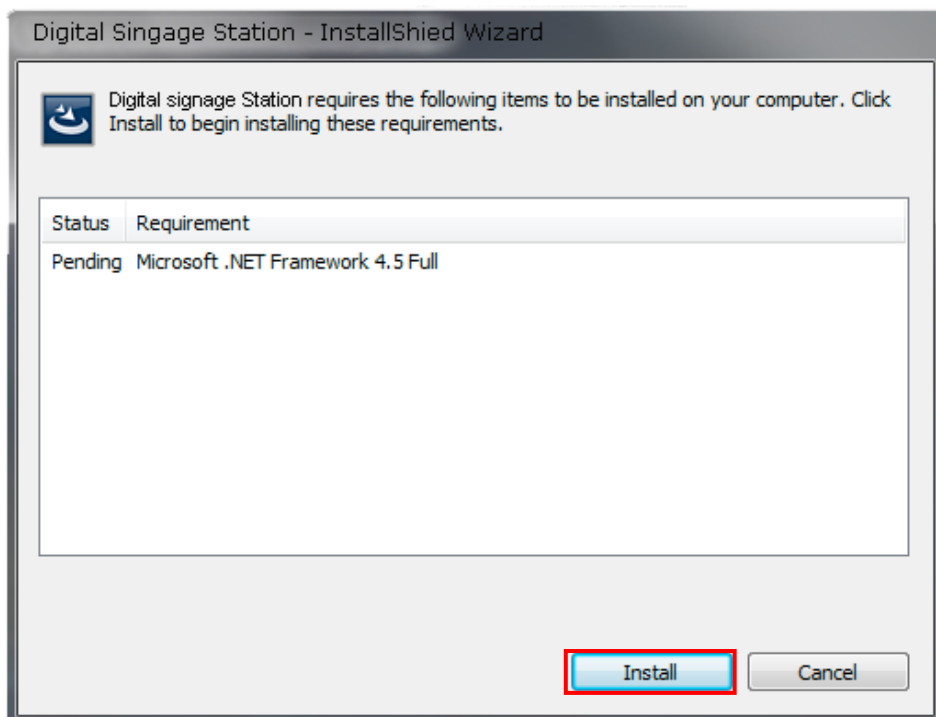 Digital Singage Station - InstallShied Wizard
Digital signage Station requires the following items to be installed on your computer. Click
Install to begin installing these requirements.
Status Requirement
Pending Microsoft .NET Framework 4.5 Full
Install Cancel